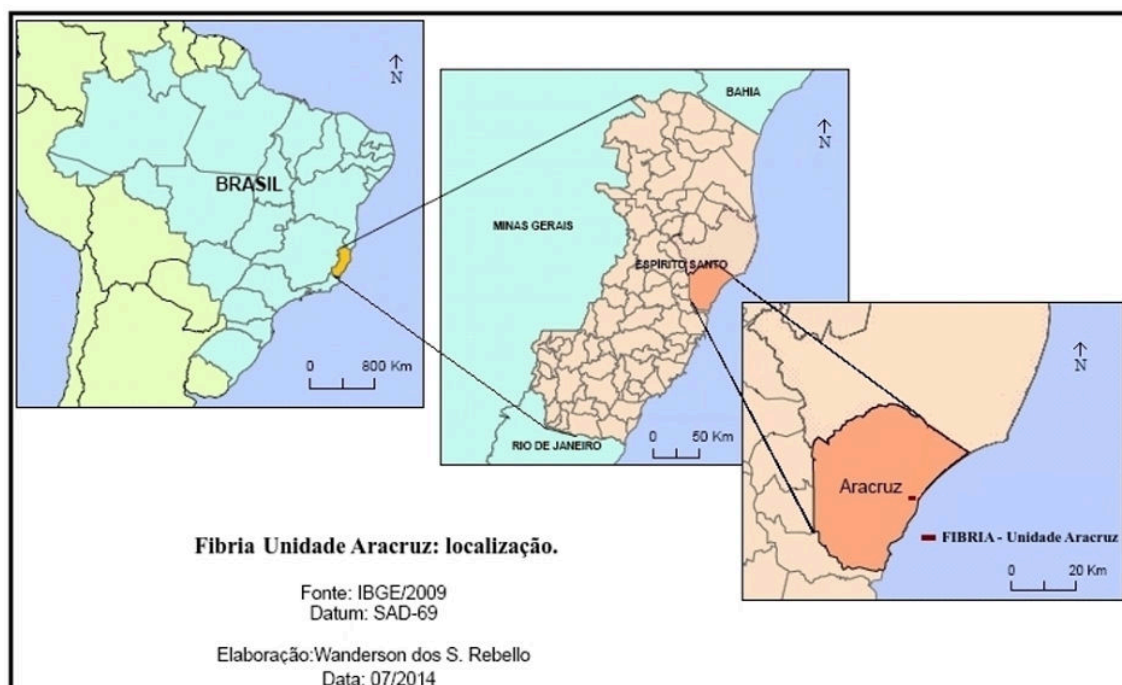 N
BRASIL
0 800 Km
BAHIA
N
MINAS GERAIS
ESPÍRITO SANTO
RIO DE JANEIRO
0 50 Km
N
Aracruz
FIBRIA - Unidade Aracruz
0 20 Km
Fibria Unidade Aracruz: localização.
Fonte: IBGE/2009
Datum: SAD-69
Elaboração:Wanderson dos S. Rebello
Data: 07/2014